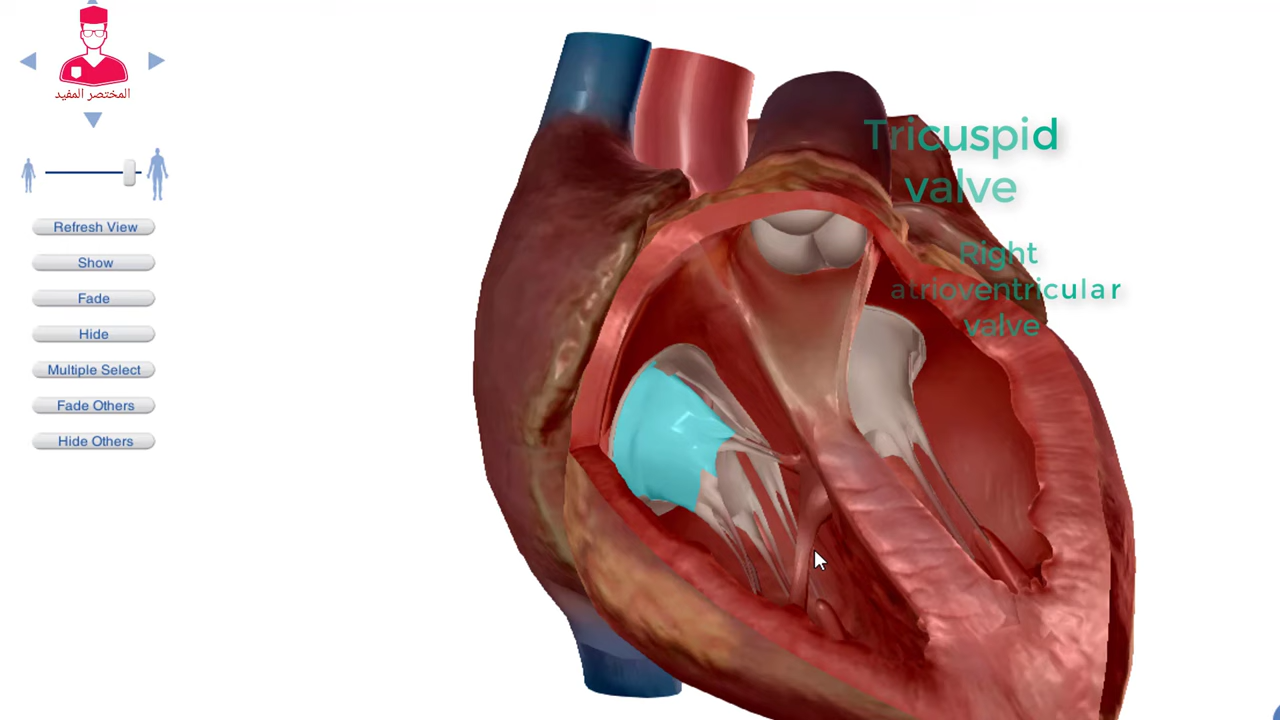 المختصر المفيد
Refresh View
Show
Fade
Hide
Multiple Select
Fade Others
Hide Others
Tricuspid
valve
Right
atrioventricular
valve